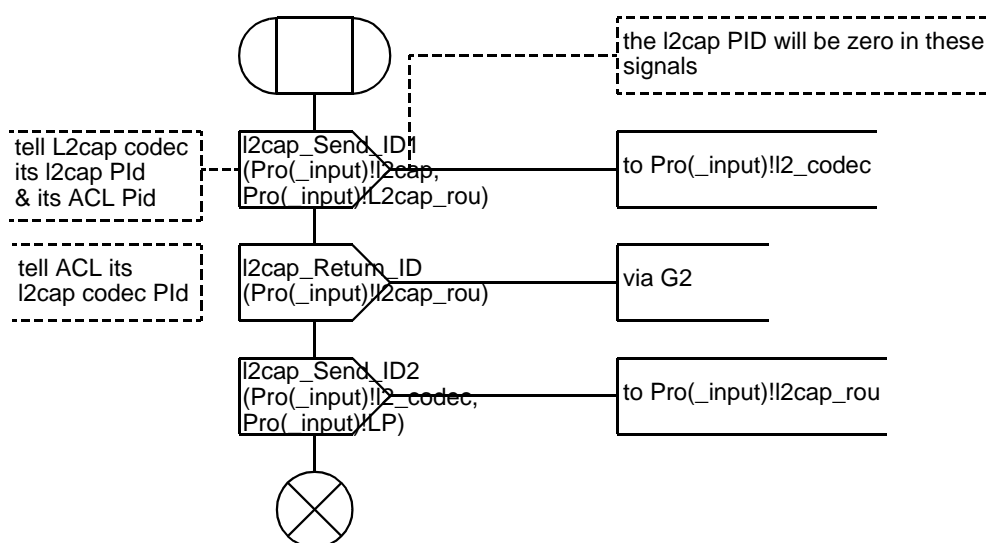 the l2cap PID will be zero in these
signals
tell L2cap codec
its l2cap PId
& its ACL Pid
l2cap_Send_ID1
(Pro(_input)!l2cap,
Pro(_input)!L2cap_rou)
to Pro(_input)!l2_codec
tell ACL its
l2cap codec PId
l2cap_Return_ID
(Pro(_input)!l2cap_rou)
via G2
l2cap_Send_ID2
(Pro(_input)!l2_codec,
Pro(_input)!LP)
to Pro(_input)!l2cap_rou